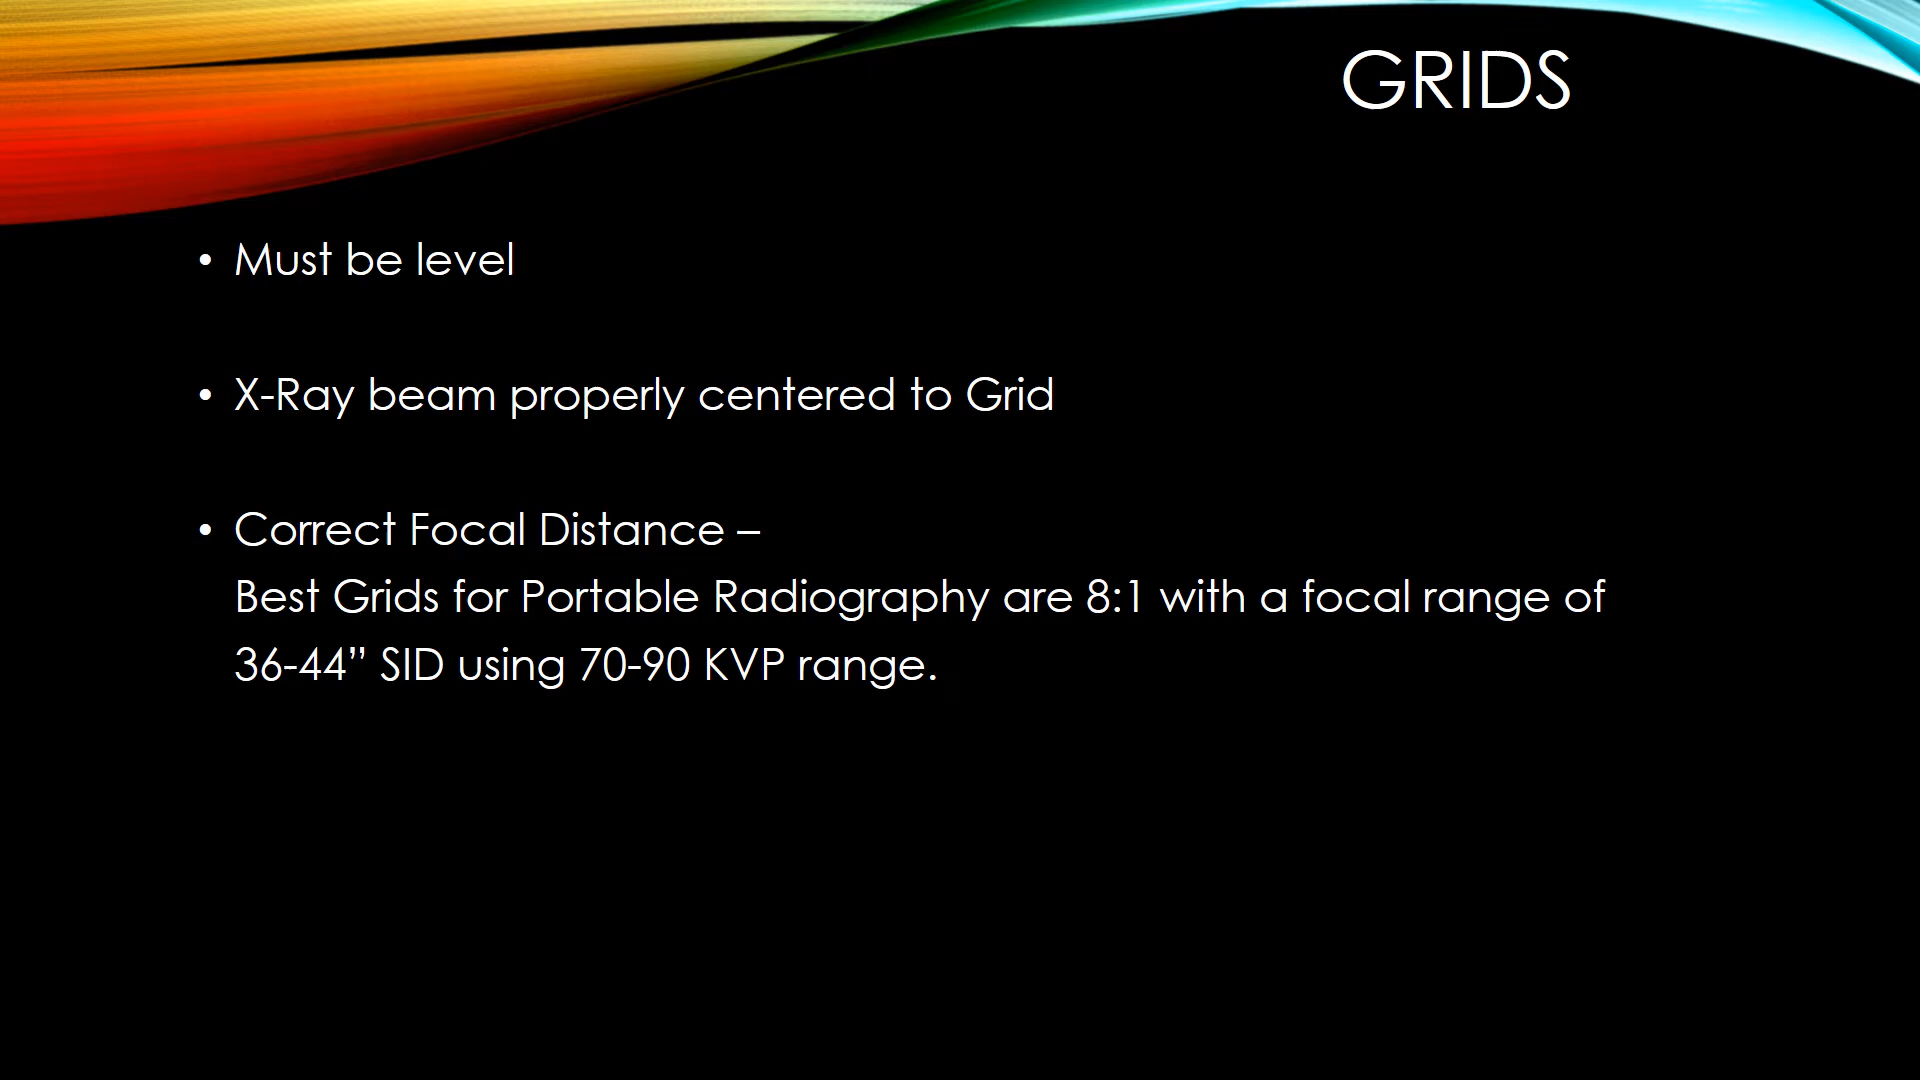 GRIDS
• Must be level
• X-Ray beam properly centered to Grid
• Correct Focal Distance –
Best Grids for Portable Radiography are 8:1 with a focal range of
36-44” SID using 70-90 KVP range.